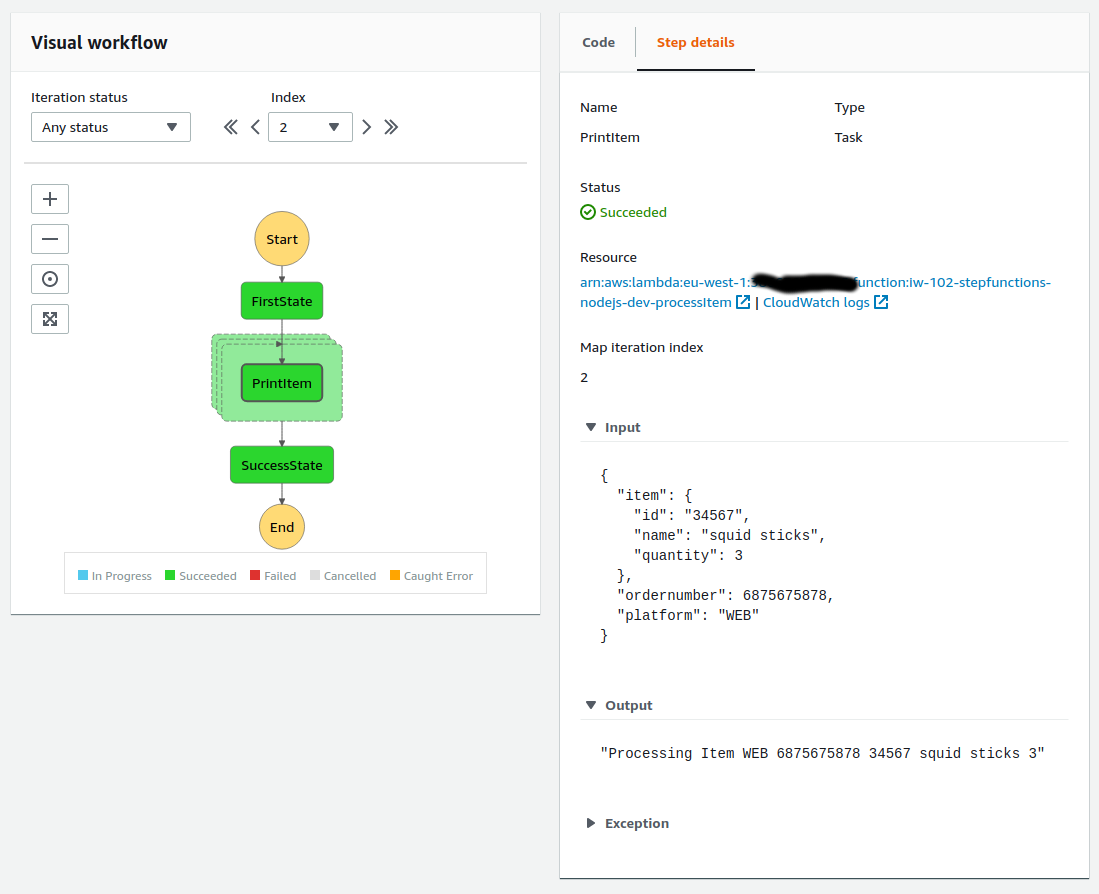 Visual workflow
Iteration status
Index
Any status
2
Start
FirstState
PrintItem
SuccessState
End
In Progress Succeeded Failed Cancelled Caught Error
Code
Step details
Name Type
PrintItem Task
Status
Succeeded
Resource
arn:aws:lambda:eu-west-1: unction:iw-102-stepfunctions-
nodejs-dev-processItem | CloudWatch logs
Map iteration index
2
Input
{
"item": {
"id": "34567",
"name": "squid sticks",
"quantity": 3
},
"ordernumber": 6875675878,
"platform": "WEB"
}
Output
"Processing Item WEB 6875675878 34567 squid sticks 3"
Exception